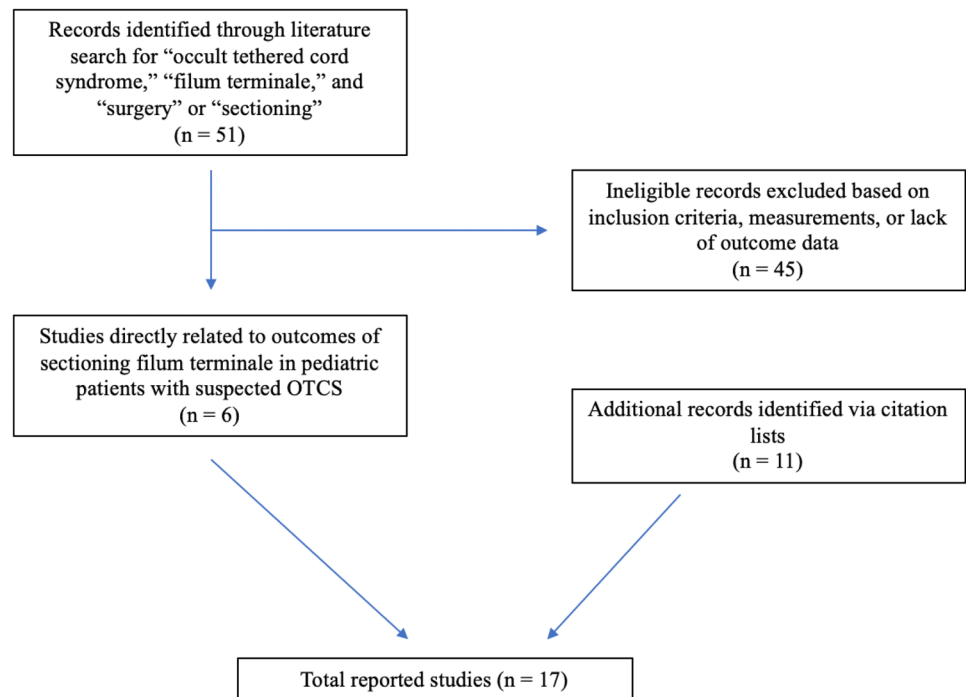 Records identified through literature
search for “occult tethered cord
syndrome,” “filum terminale,” and
“surgery” or “sectioning”
(n = 51)
Ineligible records excluded based on
inclusion criteria, measurements, or lack
of outcome data
(n = 45)
Studies directly related to outcomes of
sectioning filum terminale in pediatric
patients with suspected OTCS
(n = 6)
Additional records identified via citation
lists
(n = 11)
Total reported studies (n = 17)